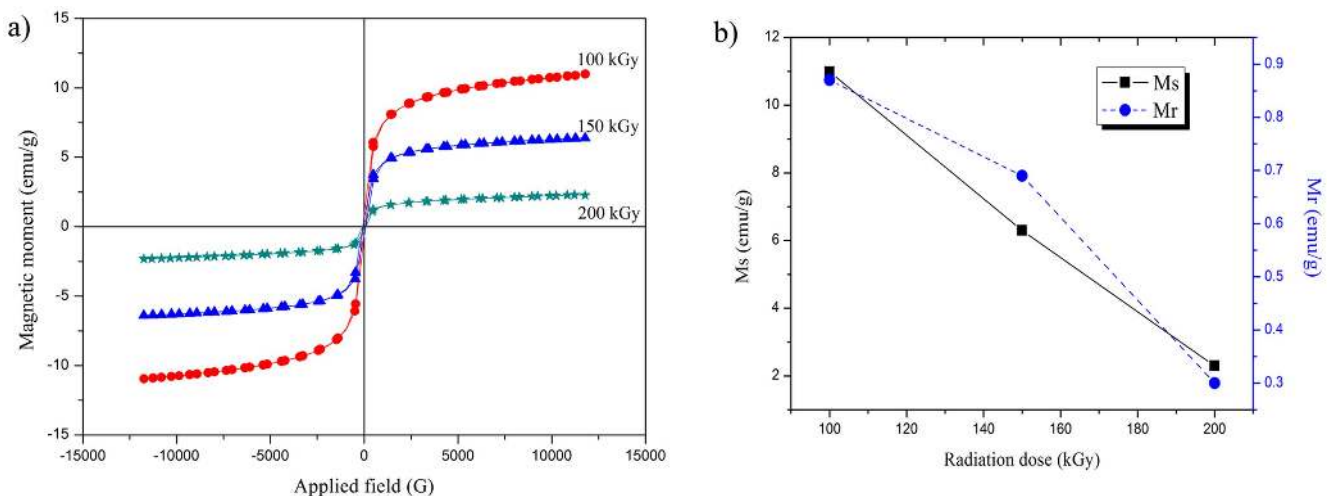 a)
Magnetic moment (emu/g)
15
10
5
0
-5
-10
-15
-15000 -10000 -5000 0 5000 10000 15000
Applied field (G)
100 kGy
150 kGy
200 kGy
b)
Ms (emu/g)
12
10
8
6
4
2
100 120 140 160 180 200
Radiation dose (kGy)
Ms
Mr
0.9
0.8
0.7
0.6
0.5
0.4
0.3
Mr (emu/g)